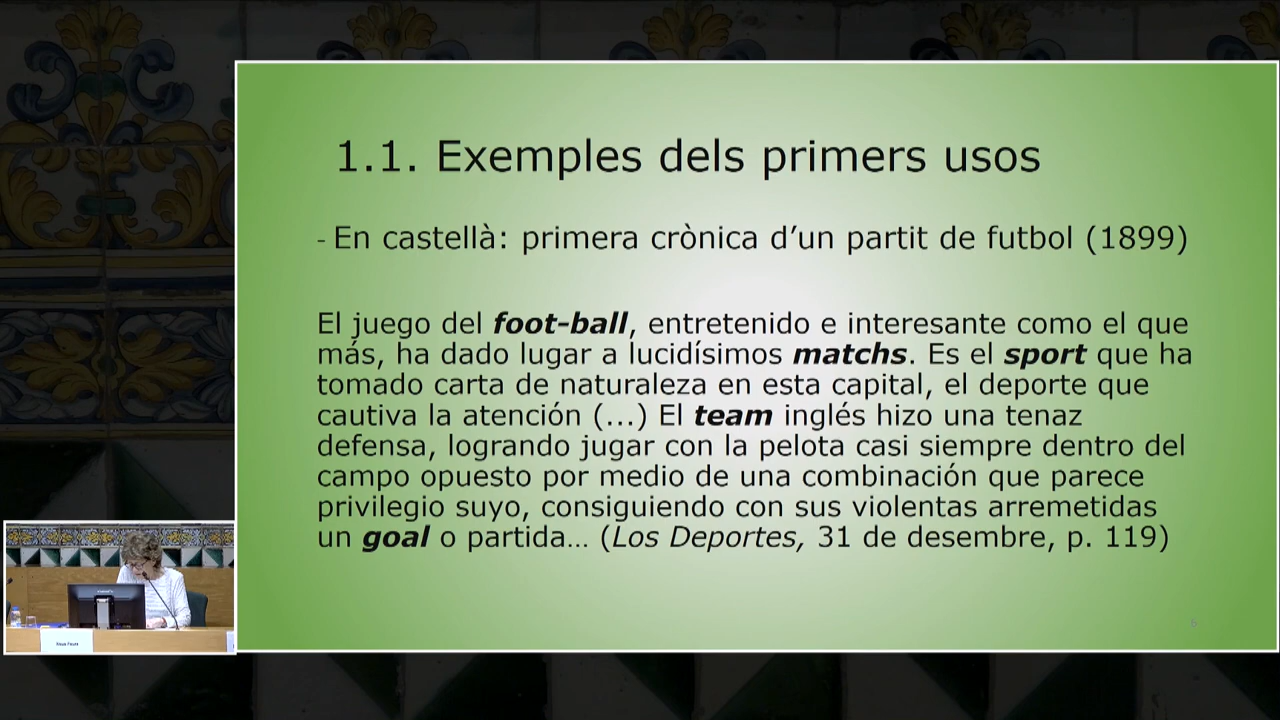 1.1. Exemples dels primers usos
- En castellà: primera crònica d’un partit de futbol (1899)
El juego del foot-ball, entretenido e interesante como el que
más, ha dado lugar a lucidísimos matchs. Es el sport que ha
tomado carta de naturaleza en esta capital, el deporte que
cautiva la atención (...) El team inglés hizo una tenaz
defensa, logrando jugar con la pelota casi siempre dentro del
campo opuesto por medio de una combinación que parece
privilegio suyo, consiguiendo con sus violentas arremetidas
un goal o partida… (Los Deportes, 31 de desembre, p. 119)